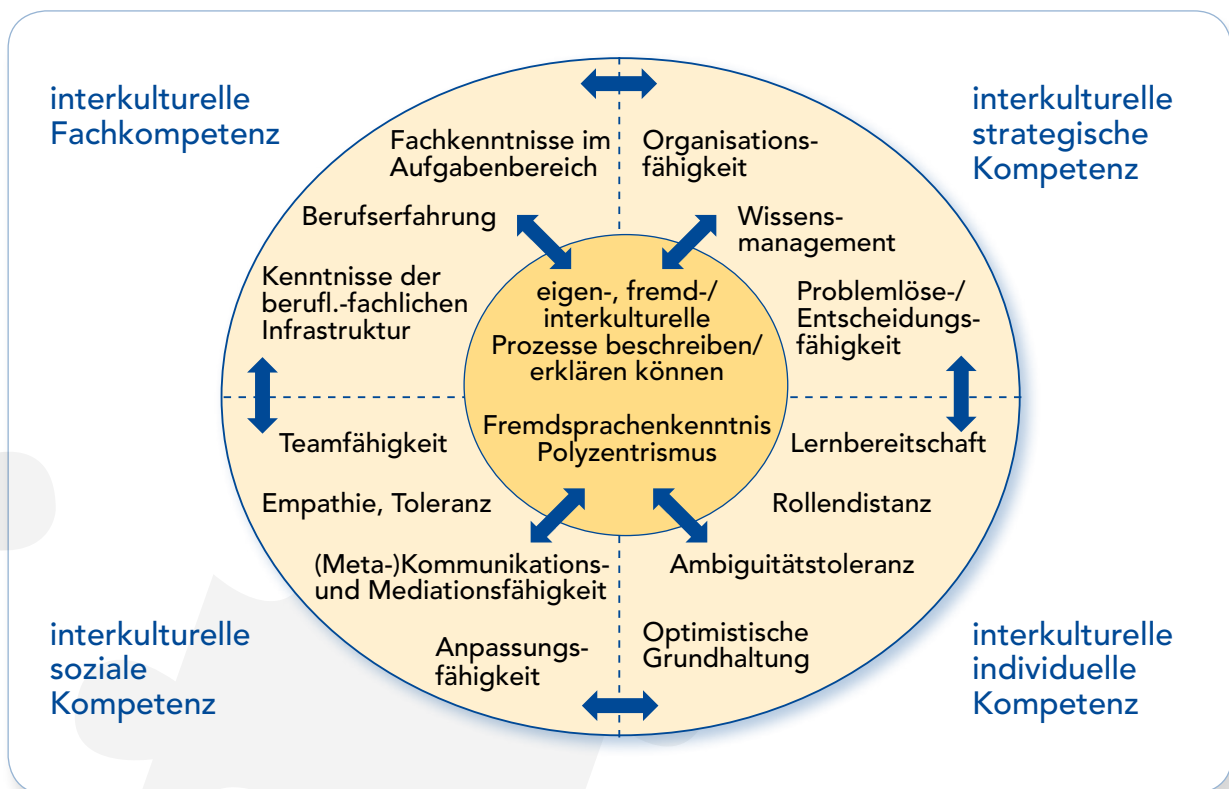 interkulturelle
Fachkompetenz
interkulturelle
strategische
Kompetenz
Fachkenntnisse im
Aufgabenbereich
Organisations-
fähigkeit
Berufserfahrung
Wissens-
management
Kenntnisse der
berufl.-fachlichen
Infrastruktur
Problemlöse-/
Entscheidungs-
fähigkeit
eigen-, fremd-/
interkulturelle
Prozesse beschreiben/
erklären können
Fremdsprachenkenntnis
Polyzentrismus
Teamfähigkeit
Lernbereitschaft
Empathie, Toleranz
Rollendistanz
(Meta-)Kommunikations-
und Mediationsfähigkeit
Ambiguitätstoleranz
Anpassungs-
fähigkeit
Optimistische
Grundhaltung
interkulturelle
soziale
Kompetenz
interkulturelle
individuelle
Kompetenz